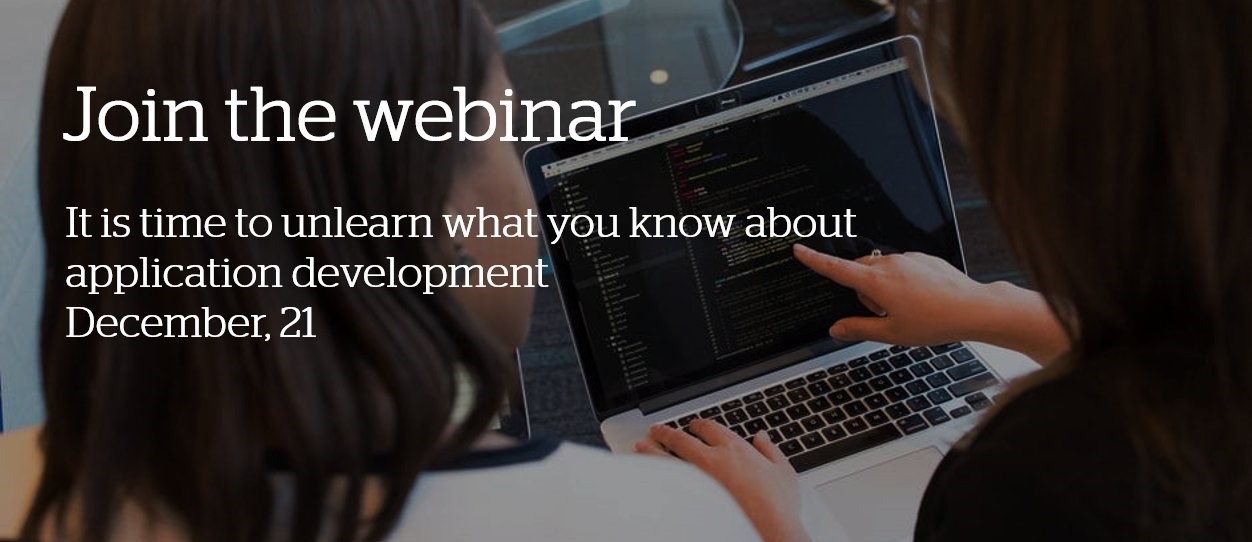 Join the webinar
It is time to unlearn what you know about
application development
December, 21